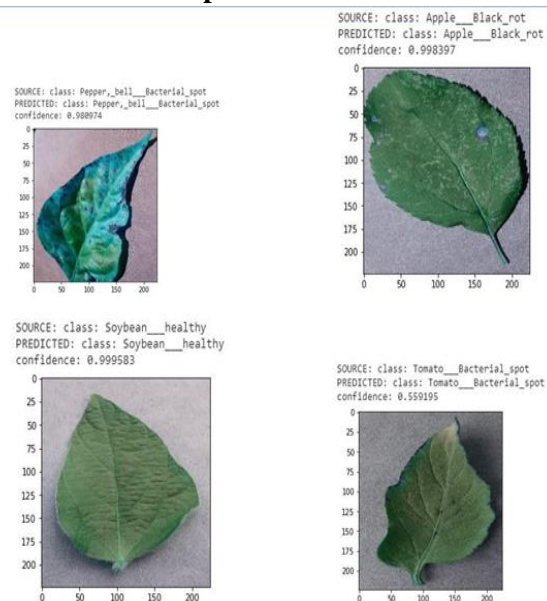 SOURCE: class: Apple___Black_rot
PREDICTED: class: Apple___Black_rot
confidence: 0.998397
0
25
50
75
100
125
150
175
200
0 50 100 150 200
SOURCE: class: Pepper,_bell___Bacterial_spot
PREDICTED: class: Pepper,_bell___Bacterial_spot
confidence: 0.980974
0
25
50
75
100
125
150
175
200
0 50 100 150 200
SOURCE: class: Soybean___healthy
PREDICTED: class: Soybean___healthy
confidence: 0.999583
0
25
50
75
100
125
150
175
200
0 50 100 150 200
SOURCE: class: Tomato___Bacterial_spot
PREDICTED: class: Tomato___Bacterial_spot
confidence: 0.559195
0
25
50
75
100
125
150
175
200
0 50 100 150 200